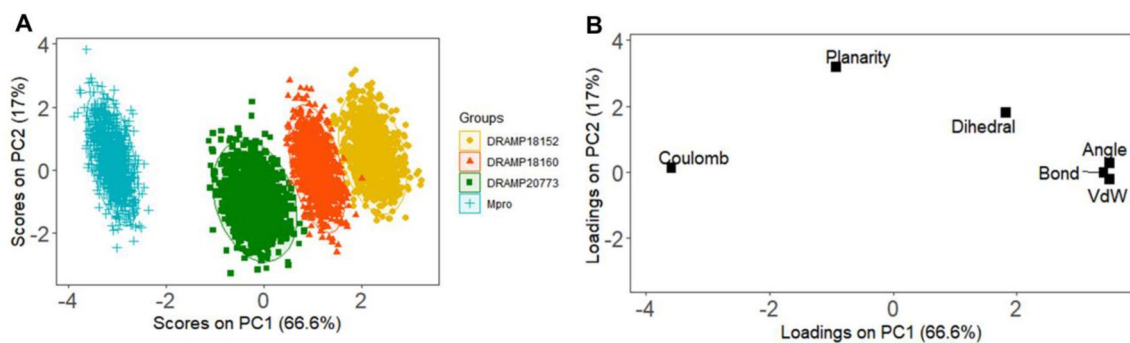 A
4
2
0
-2
Scores on PC2 (17%)
-4
-2
0
2
Scores on PC1 (66.6%)
Groups
DRAMP18152
DRAMP18160
DRAMP20773
Mpro
B
4
2
0
-2
Loadings on PC2 (17%)
Planarity
Dihedral
Coulomb
Angle
Bond
VdW
-4
-2
0
2
Loadings on PC1 (66.6%)